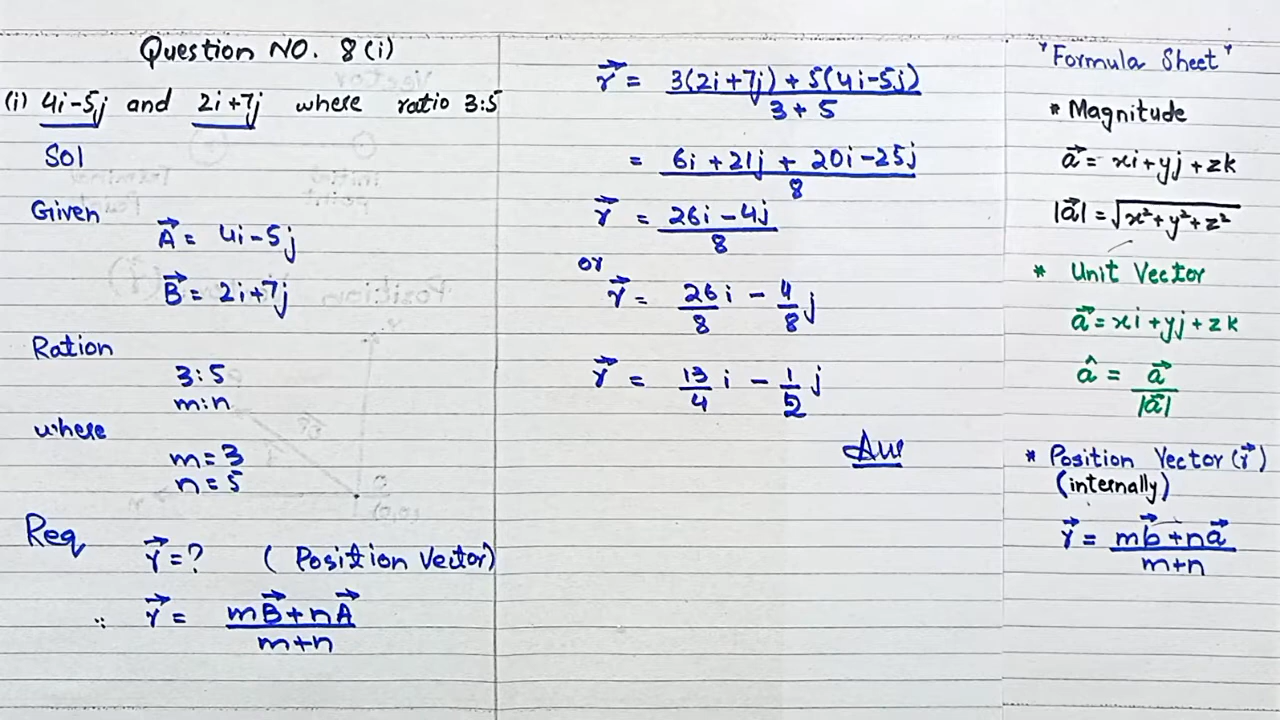 Question NO. 8(i)
(i) 4i-5j and 2i+7j where ratio 3:5
Sol
Given
A⃗ = 4i-5j
B⃗ = 2i+7j
Ration
3:5
m:n
where
m=3
n=5
Req
r⃗ = ? (Position Vector)
∵ r⃗ = (mB⃗+nA⃗)/(m+n)
r⃗ = (3(2i+7j)+5(4i-5j))/(3+5)
= (6i+21j+20i-25j)/8
r⃗ = (26i-4j)/8
or
r⃗ = 26/8 i - 4/8 j
r⃗ = 13/4 i - 1/2 j
Ans
"Formula Sheet"
* Magnitude
a⃗ = xi+yj+zk
|a⃗| = √(x²+y²+z²)
* Unit Vector
a⃗ = xi+yj+zk
â = a⃗/|a⃗|
* Position Vector (r⃗)
(internally)
r⃗ = (mb⃗+na⃗)/(m+n)